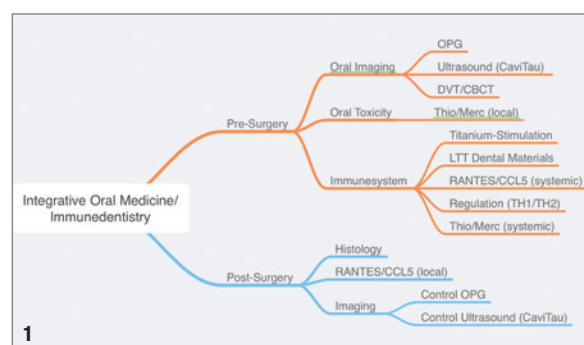 OPG
Oral Imaging
Ultrasound (CaviTau)
DVT/CBCT
Oral Toxicity
Thio/Merc (local)
Pre-Surgery
Titanium-Stimulation
LTT Dental Materials
Immunesystem
RANTES/CCL5 (systemic)
Regulation (TH1/TH2)
Thio/Merc (systemic)
Integrative Oral Medicine/
Immunedentistry
Histology
Post-Surgery
RANTES/CCL5 (local)
Imaging
Control OPG
Control Ultrasound (CaviTau)
1